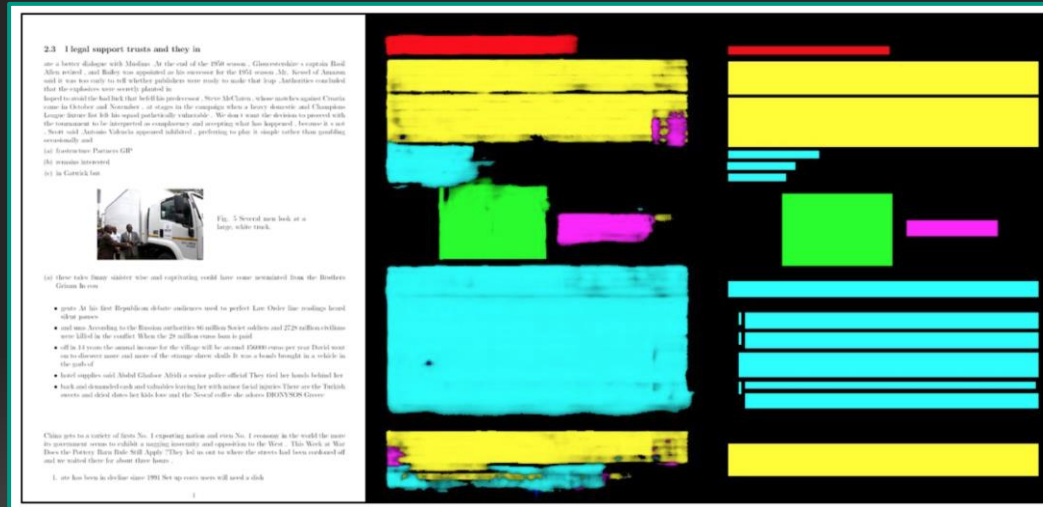 2.3 I legal support trusts and they in
ate a better dialogue with Muslims .At the end of the 1950 season , Gloucestershire s captain Basil
Allen retired , and Bailey was appointed as his successor for the 1951 season .Mr. Kessel of Amazon
said it was too early to tell whether publishers were ready to made that leap .Authorities concluded
that the explosives were secretly planted in
hoped to avoid the bad luck that befell his predecessor , Steve McClaren , whose matches against Croatia
came in October and November , at stages in the campaign when a heavy domestic and Champions
League fixture list left his squad pathetically vulnerable . We don t want the decision to proceed with
the tournament to be interpreted as complacency and accepting what has happened , because it s not
. Scott said .Antonio Valencia appeared inhibited , preferring to play it simple rather than gambling
occasionally and
(a) frastructure Partners GIP
(b) remains interested
(c) in Gatwick but
Fig. 5 Several men look at a
large, white truck.
(a) these tales funny sinister wise and captivating could have come newminted from the Brothers
Grimm In one
• gents At his first Republican debate audiences used to perfect Law Order line readings heard
silent pauses
• and uses According to the Russian authorities 86 million Soviet soldiers and 2728 million civilians
were killed in the conflict When the 20 million euros loan is paid
• off in 14 years the annual income for the village will be around 456000 euros per year David went
on to discover more and more of the strange shrew skulls It was a bomb brought in a vehicle in
the garb of
• hotel supplies said Abdul Ghafoor Afridi a senior police official They tied her hands behind her
• back and demanded cash and valuables leaving her with minor facial injuries There are the Turkish
sweets and dried dates her kids love and the Nescaf coffee she adores DIONYSOS Greece
China gets to a variety of firsts No. 1 exporting nation and even No. 1 economy in the world the more
its government seems to exhibit a nagging insecurity and opposition to the West . This Week at War
Does the Pottery Barn Rule Still Apply ?They led us out to where the streets had been cordoned off
and we waited there for about three hours .
1. ate has been in decline since 1991 Set up costs users will need a dish
1